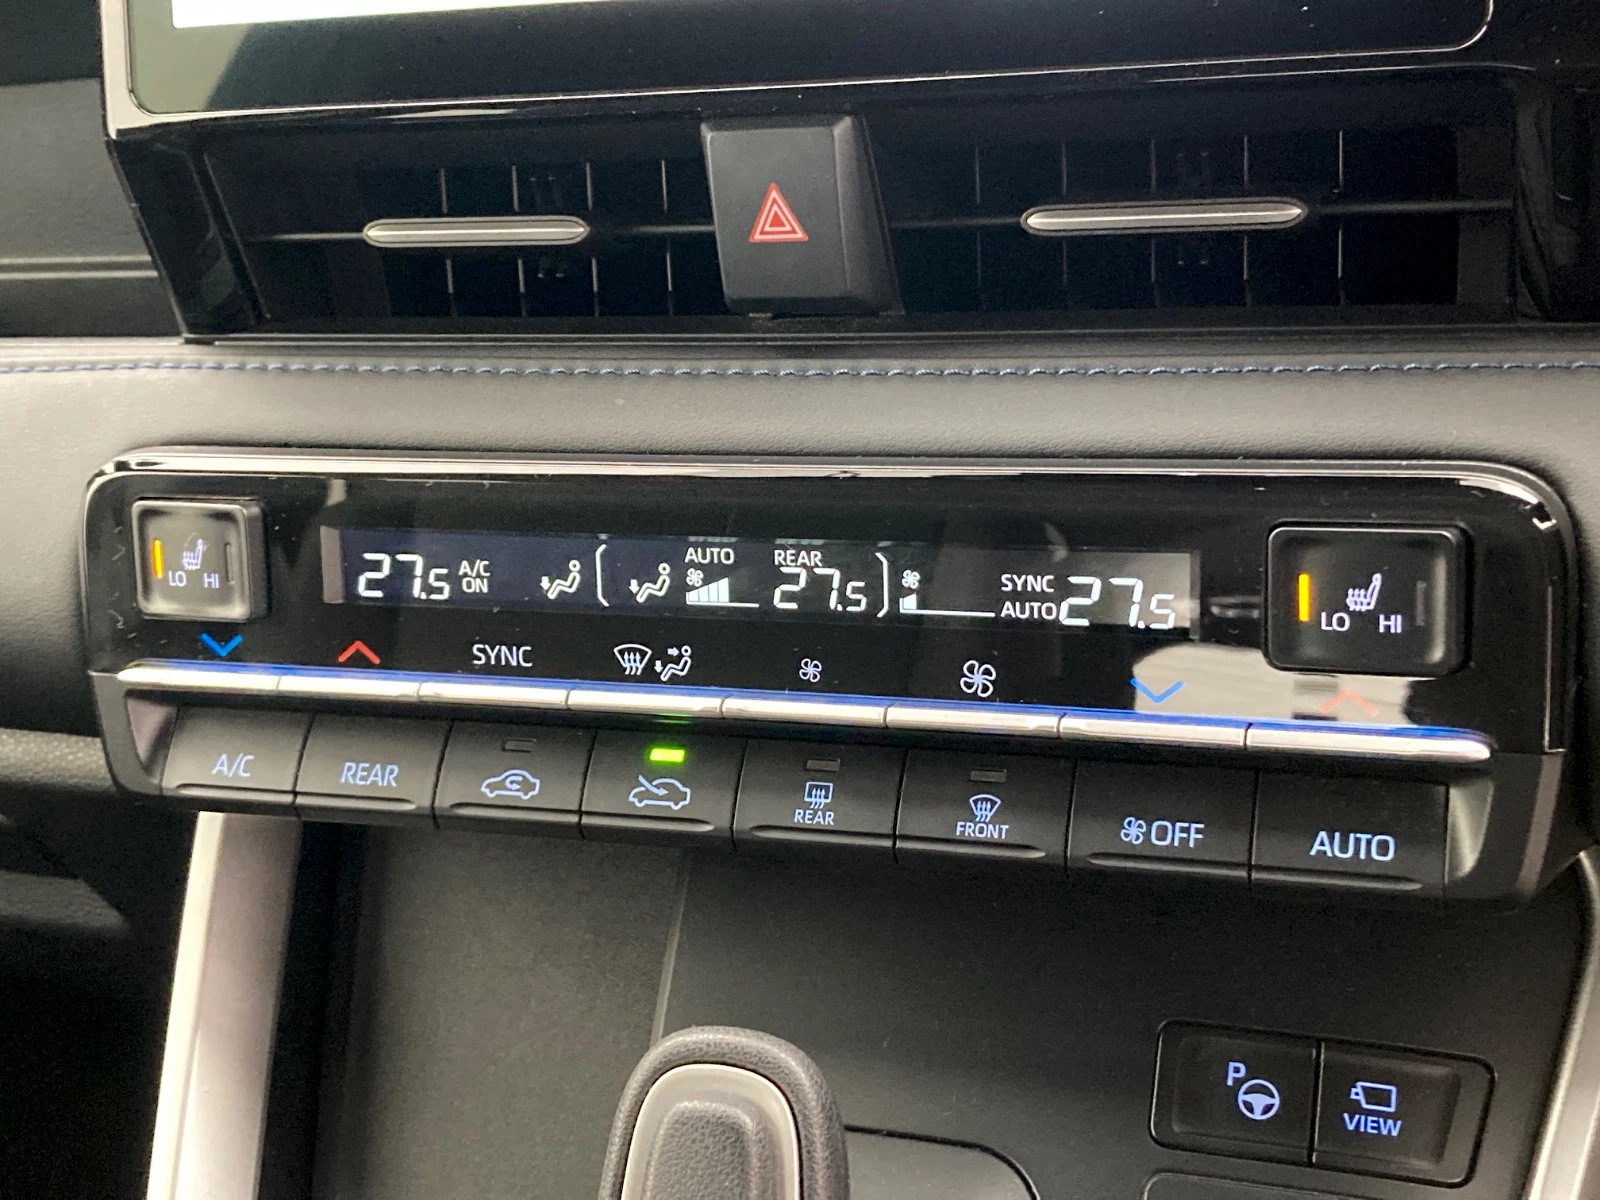 LO HI
27.5 A/C ON AUTO REAR 27.5 SYNC AUTO 27.5
LO HI
SYNC
A/C
REAR
REAR
FRONT
OFF
AUTO
P
VIEW